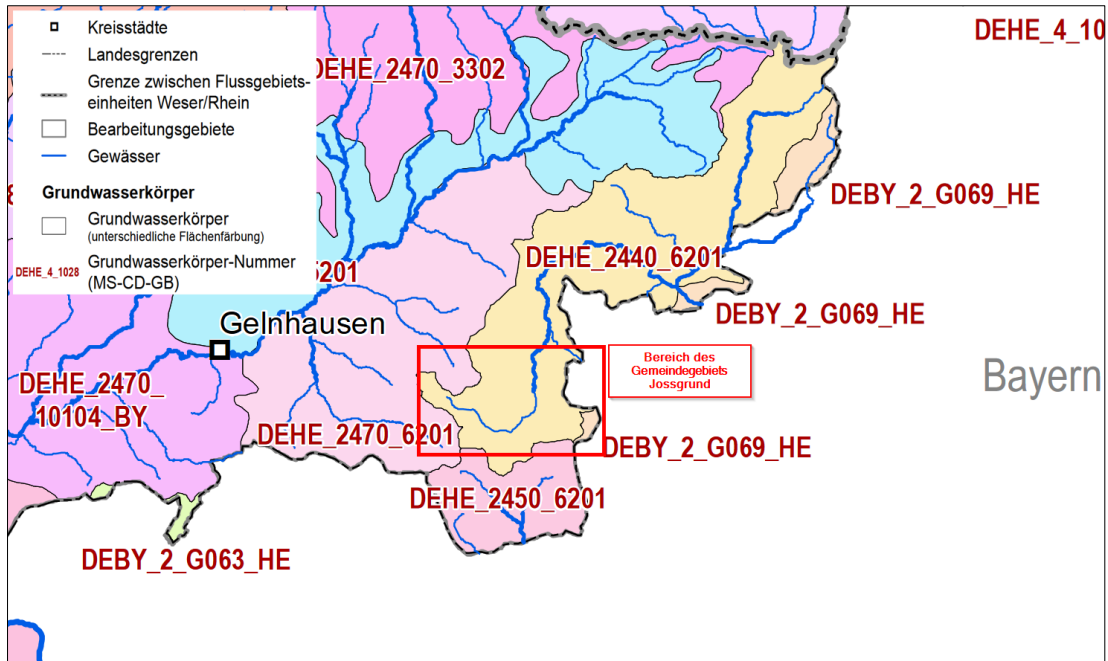 Kreisstädte
Landesgrenzen
Grenze zwischen Flussgebiets-
einheiten Weser/Rhein
Bearbeitungsgebiete
Gewässer
Grundwasserkörper
Grundwasserkörper
(unterschiedliche Flächenfärbung)
DEHE_4_1028
Grundwasserkörper-Nummer
(MS-CD-GB)
DEHE_2470_3302
DEHE_4_10
DEBY_2_G069_HE
DEHE_2440_6201
6201
DEBY_2_G069_HE
Gelnhausen
Bereich des
Gemeindegebiets
Jossgrund
Bayern
DEHE_2470_
10104_BY
DEHE_2470_6201
DEBY_2_G069_HE
DEHE_2450_6201
DEBY_2_G063_HE